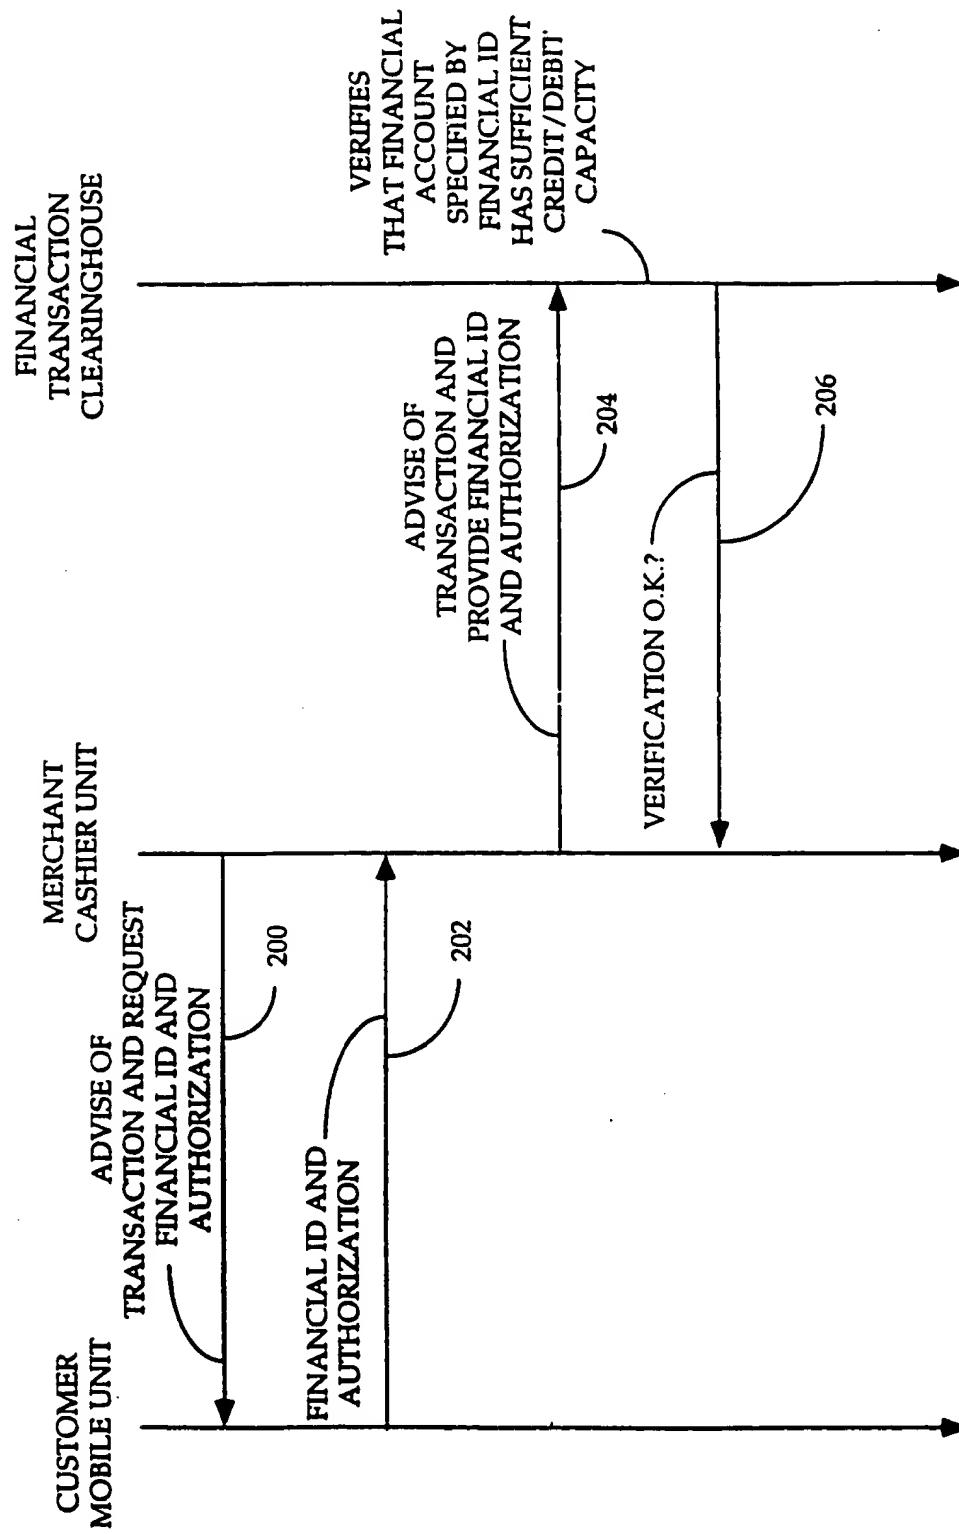 CUSTOMER
MOBILE UNIT
MERCHANT
CASHIER UNIT
FINANCIAL
TRANSACTION
CLEARINGHOUSE
ADVISE OF
TRANSACTION AND REQUEST
FINANCIAL ID AND
AUTHORIZATION
200
FINANCIAL ID AND
AUTHORIZATION
202
ADVISE OF
TRANSACTION AND
PROVIDE FINANCIAL ID
AND AUTHORIZATION
204
VERIFIES
THAT FINANCIAL
ACCOUNT
SPECIFIED BY
FINANCIAL ID
HAS SUFFICIENT
CREDIT/DEBIT
CAPACITY
VERIFICATION O.K.?
206